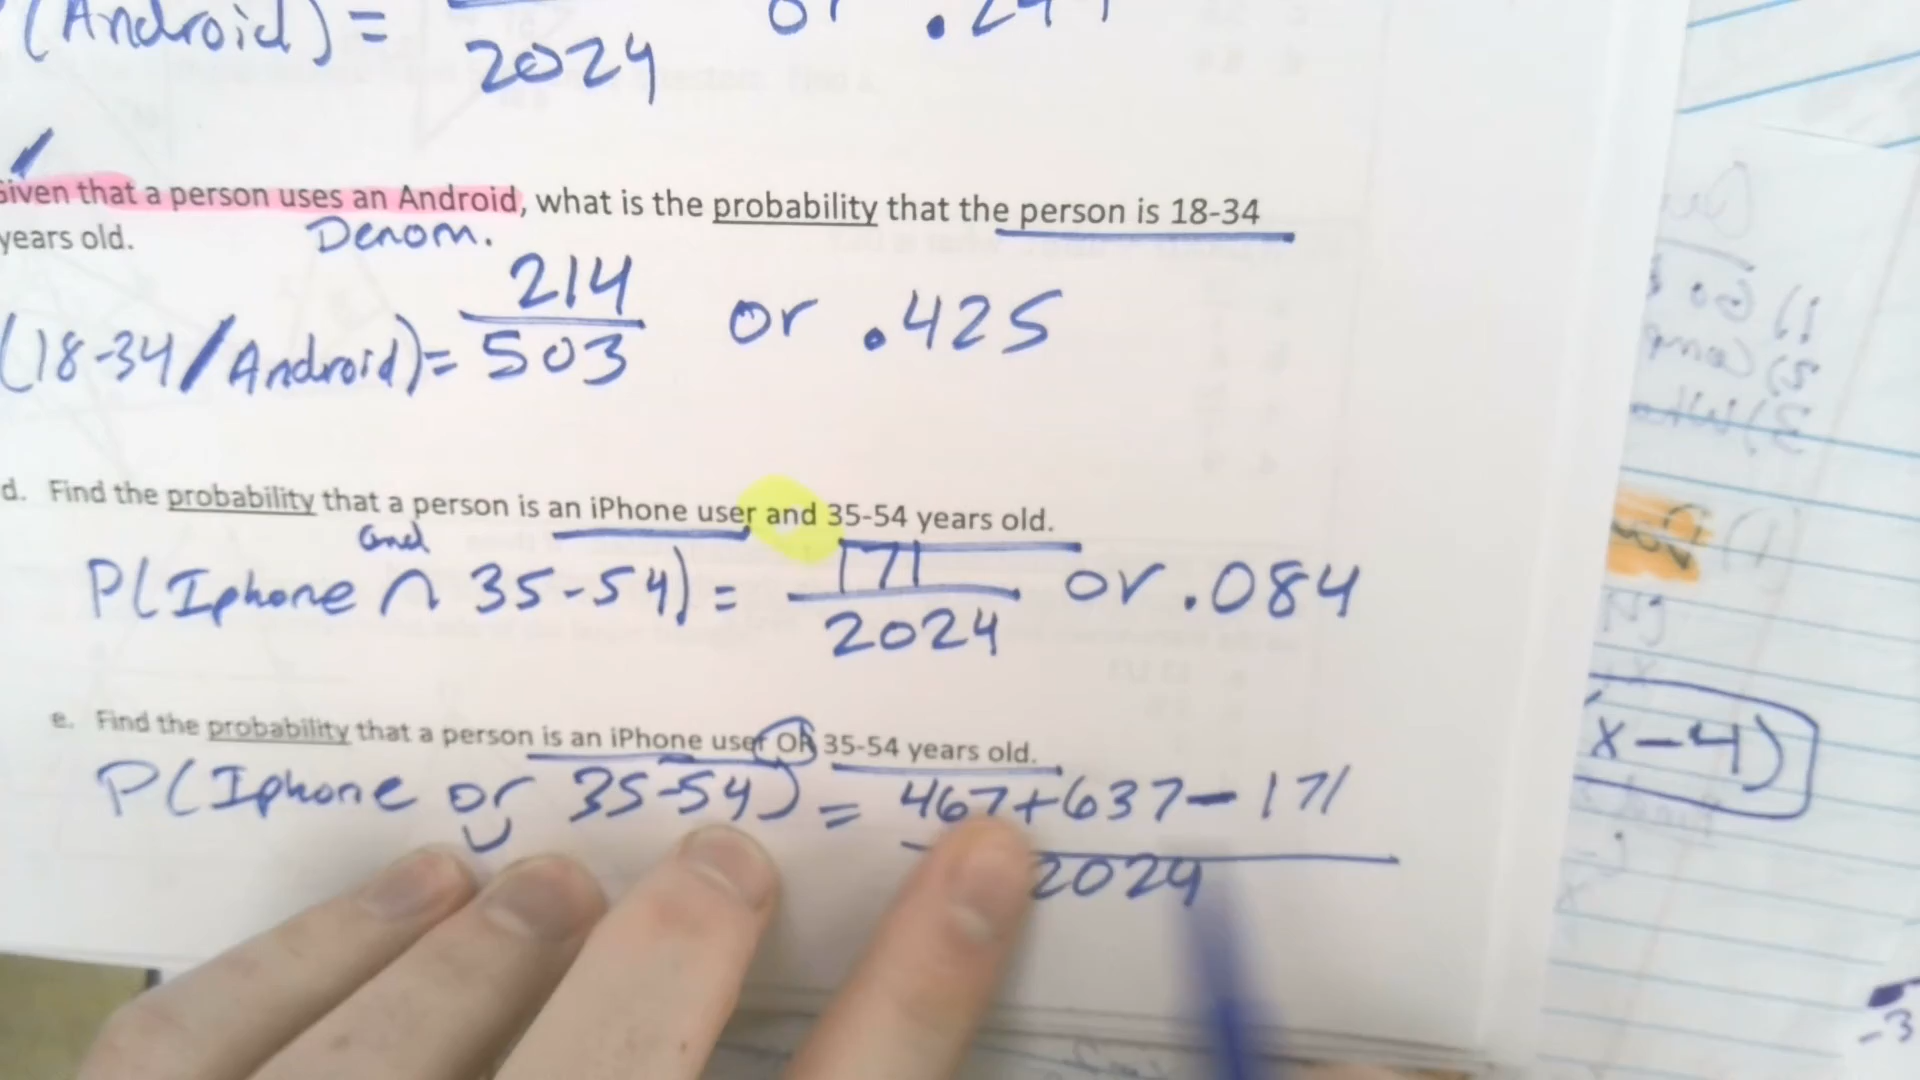 (Android) = 2024 or
Given that a person uses an Android, what is the probability that the person is 18-34
years old. Denom.
(18-34/Android) = 214/503 or .425
d. Find the probability that a person is an iPhone user and 35-54 years old.
and
P(Iphone ∩ 35-54) = 171/2024 or .084
e. Find the probability that a person is an iPhone user OR 35-54 years old.
P(Iphone or 35-54) = 467+637-171
2024
x-4)
-3